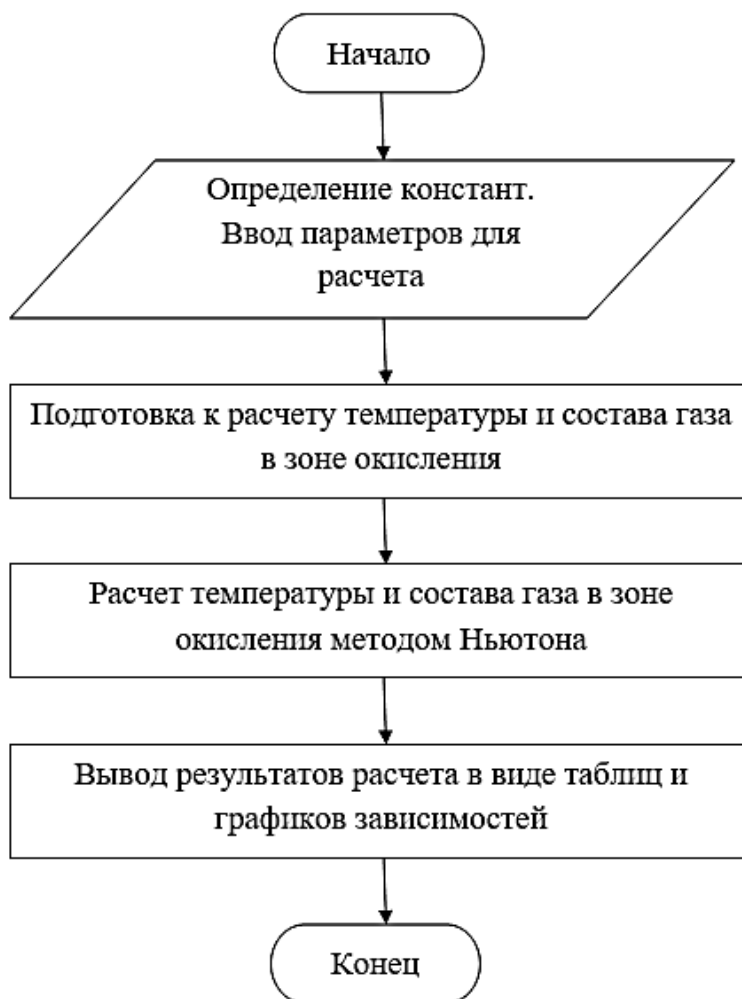 Начало
Определение констант.
Ввод параметров для
расчета
Подготовка к расчету температуры и состава газа
в зоне окисления
Расчет температуры и состава газа в зоне
окисления методом Ньютона
Вывод результатов расчета в виде таблиц и
графиков зависимостей
Конец